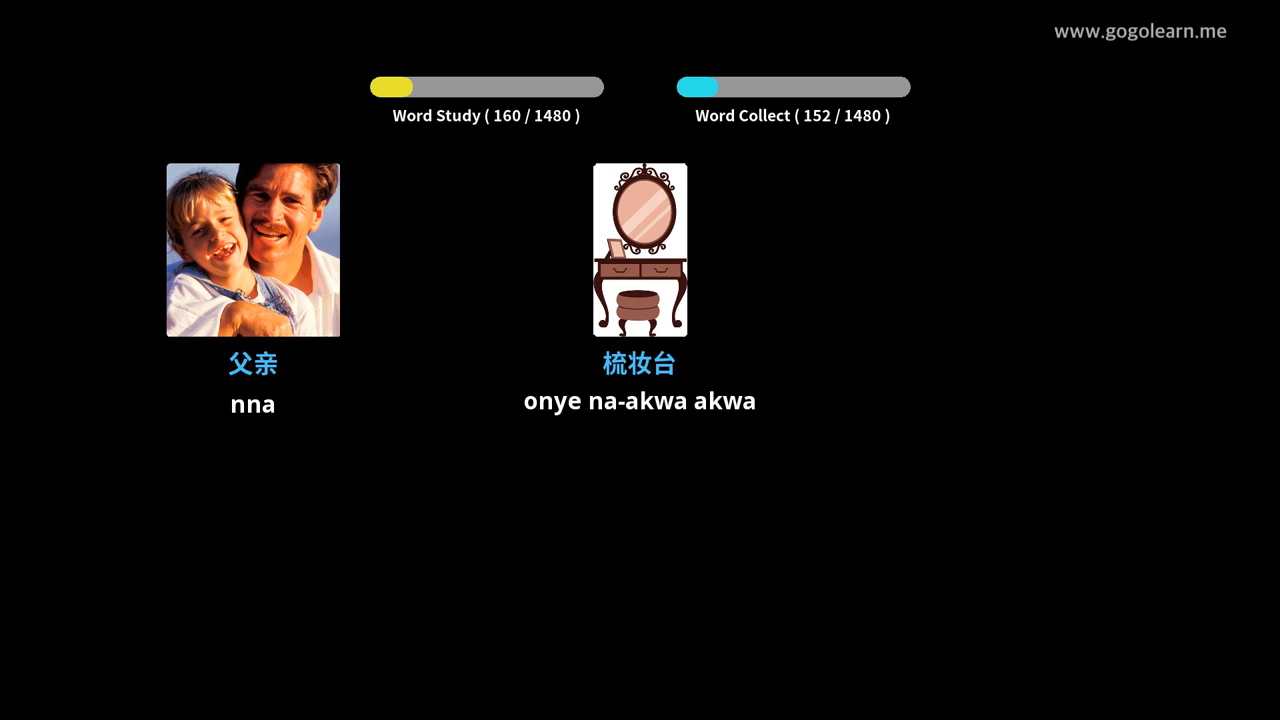 www.gogolearn.me
Word Study ( 160 / 1480 )
Word Collect ( 152 / 1480 )
父亲
nna
梳妆台
onye na-akwa akwa